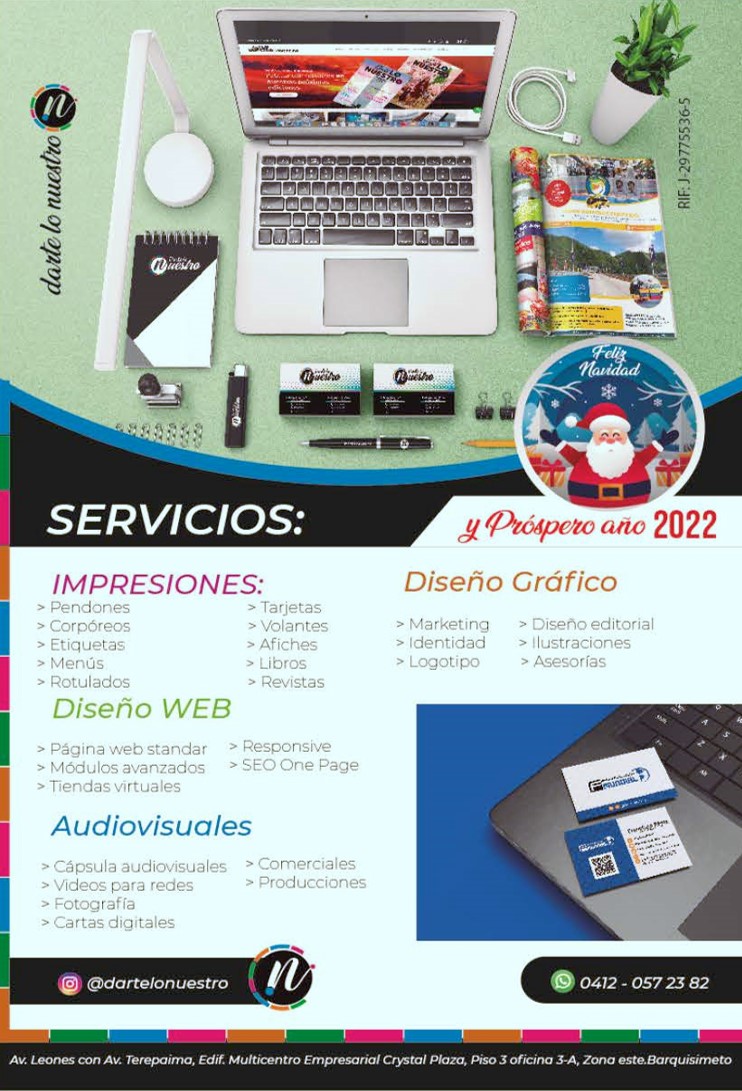 darte lo nuestro
n
RIF: J-29775536-5
Nuestro
Nuestro
Nuestro
Feliz
Navidad
SERVICIOS:
y Próspero año 2022
IMPRESIONES:
> Pendones
> Corpóreos
> Etiquetas
> Menús
> Rotulados
> Tarjetas
> Volantes
> Afiches
> Libros
> Revistas
Diseño Gráfico
> Marketing
> Identidad
> Logotipo
> Diseño editorial
> Ilustraciones
> Asesorías
Diseño WEB
> Página web standar
> Módulos avanzados
> Tiendas virtuales
> Responsive
> SEO One Page
Audiovisuales
> Cápsula audiovisuales
> Videos para redes
> Fotografía
> Cartas digitales
> Comerciales
> Producciones
@dartelonuestro
n
0412 - 057 23 82
Av. Leones con Av. Terepaima, Edif. Multicentro Empresarial Crystal Plaza, Piso 3 oficina 3-A, Zona este.Barquisimeto